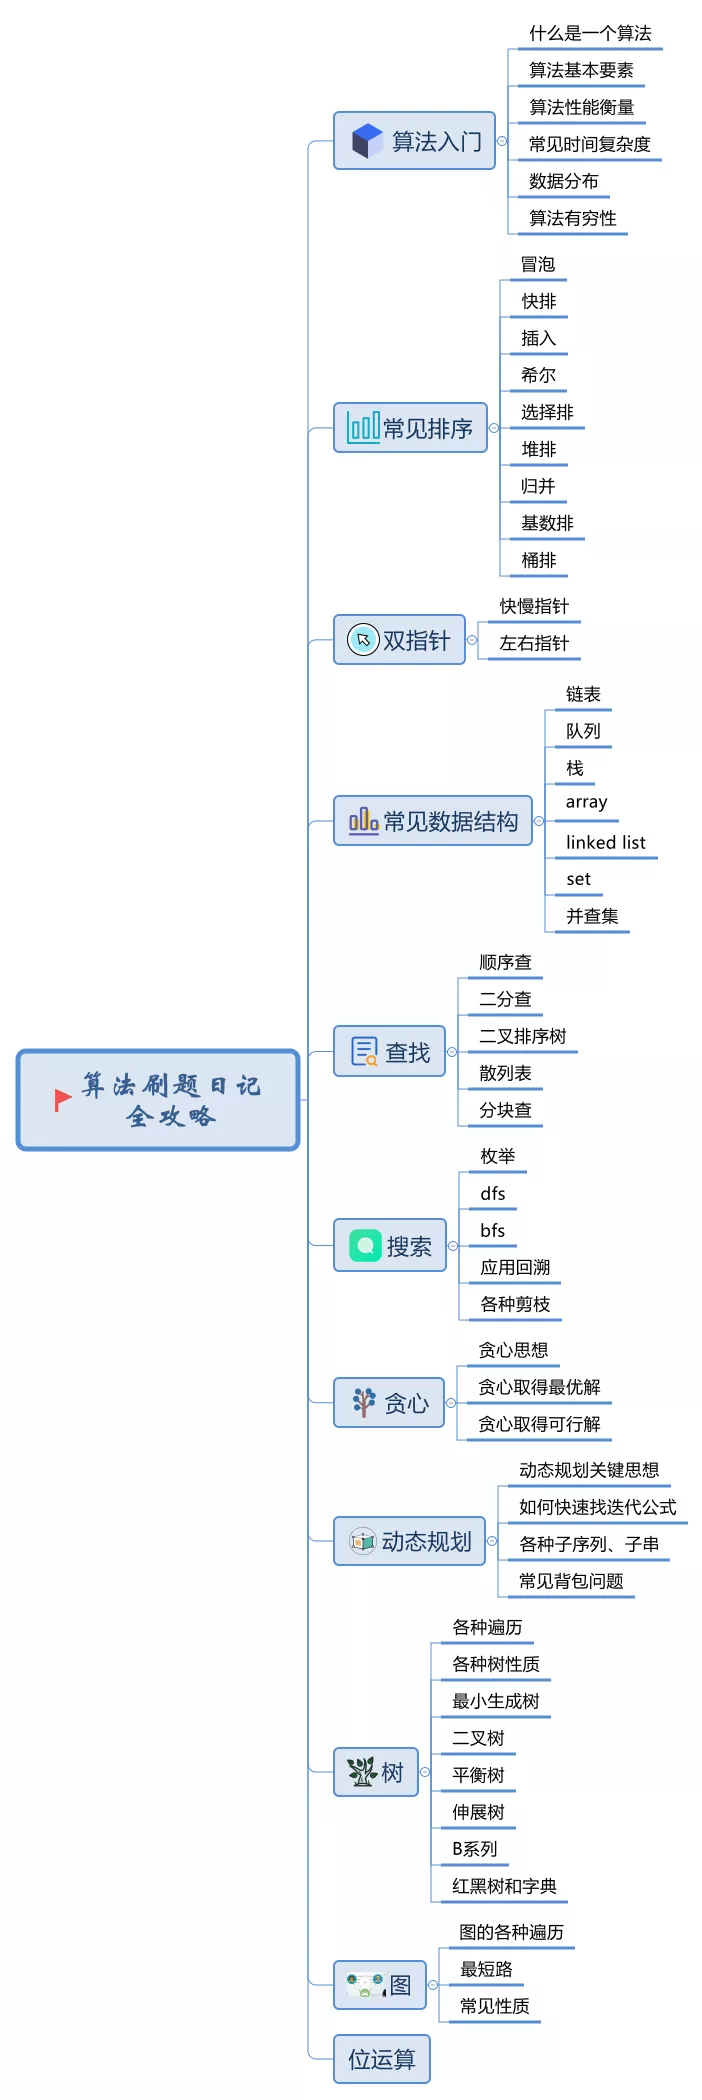 什么是一个算法
算法基本要素
算法性能衡量
算法入门
常见时间复杂度
数据分布
算法有穷性
冒泡
快排
插入
希尔
选择排
常见排序
堆排
归并
基数排
桶排
快慢指针
双指针
左右指针
链表
队列
栈
array
常见数据结构
linked list
set
并查集
顺序查
二分查
二叉排序树
查找
散列表
分块查
算法刷题日记
全攻略
枚举
dfs
bfs
搜索
应用回溯
各种剪枝
贪心思想
贪心取得最优解
贪心
贪心取得可行解
动态规划关键思想
如何快速找迭代公式
动态规划
各种子序列、子串
常见背包问题
各种遍历
各种树性质
最小生成树
二叉树
树
平衡树
伸展树
B系列
红黑树和字典
图的各种遍历
最短路
图
常见性质
位运算